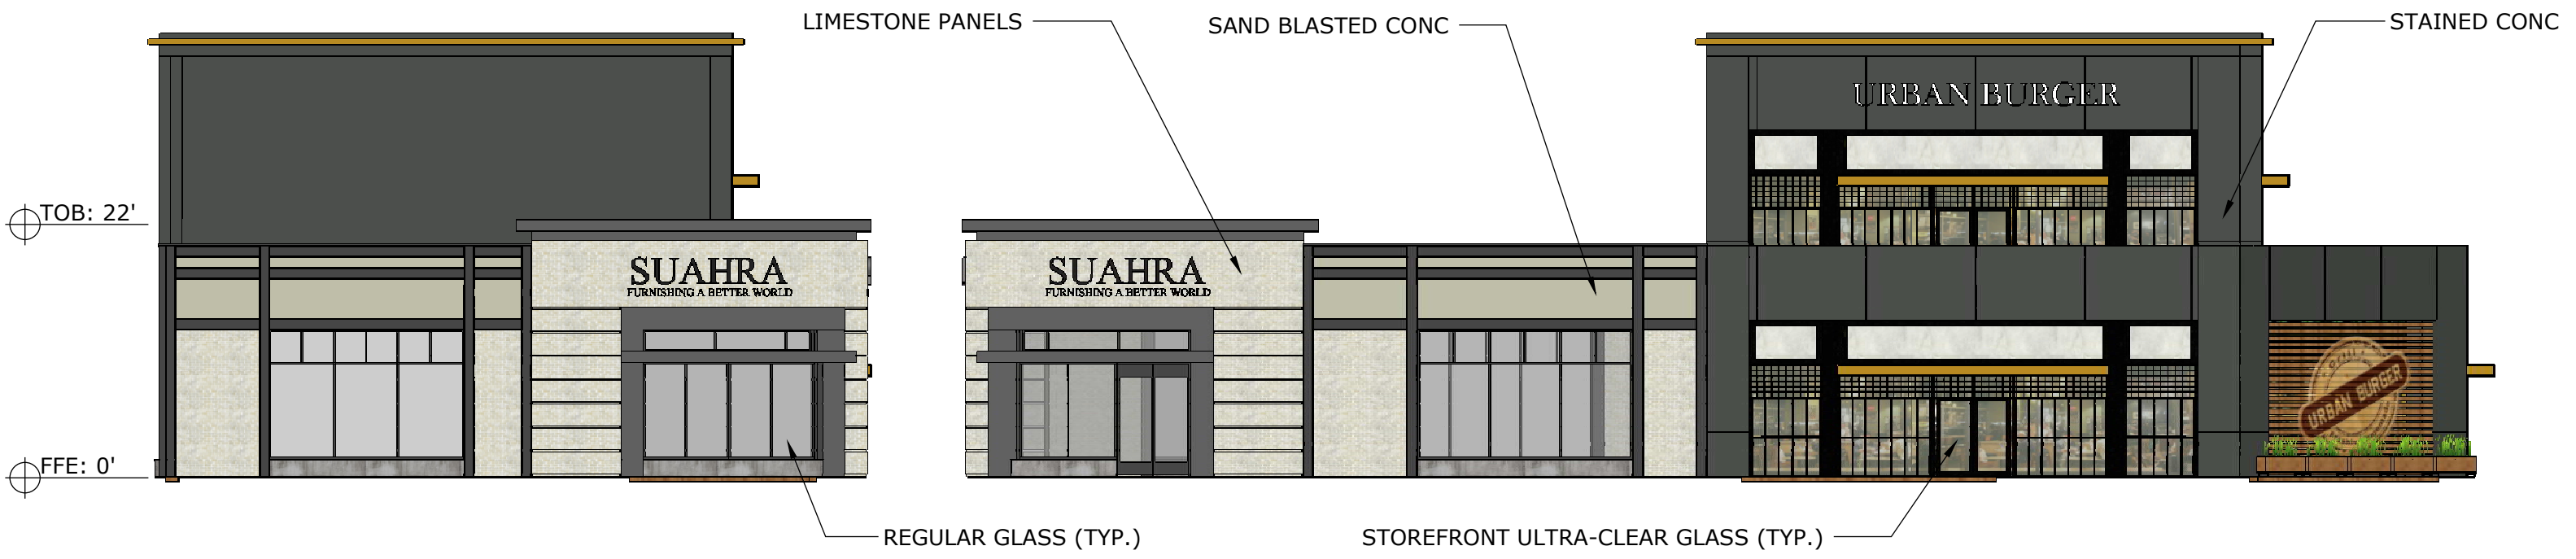 LIMESTONE PANELS
SAND BLASTED CONC
STAINED CONC
URBAN BURGER
TOB: 22'
SUAHRA
FURNISHING A BETTER WORLD
SUAHRA
FURNISHING A BETTER WORLD
URBAN BURGER
FFE: 0'
REGULAR GLASS (TYP.)
STOREFRONT ULTRA-CLEAR GLASS (TYP.)